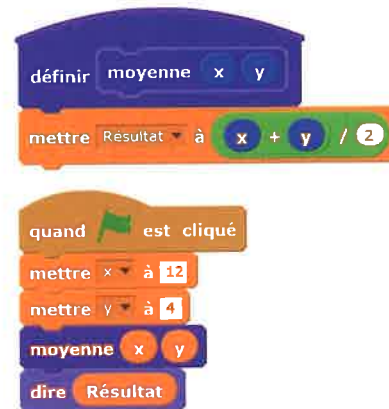 définir moyenne x y
mettre Résultat à x + y / 2
quand est cliqué
mettre x à 12
mettre y à 4
moyenne x y
dire Résultat